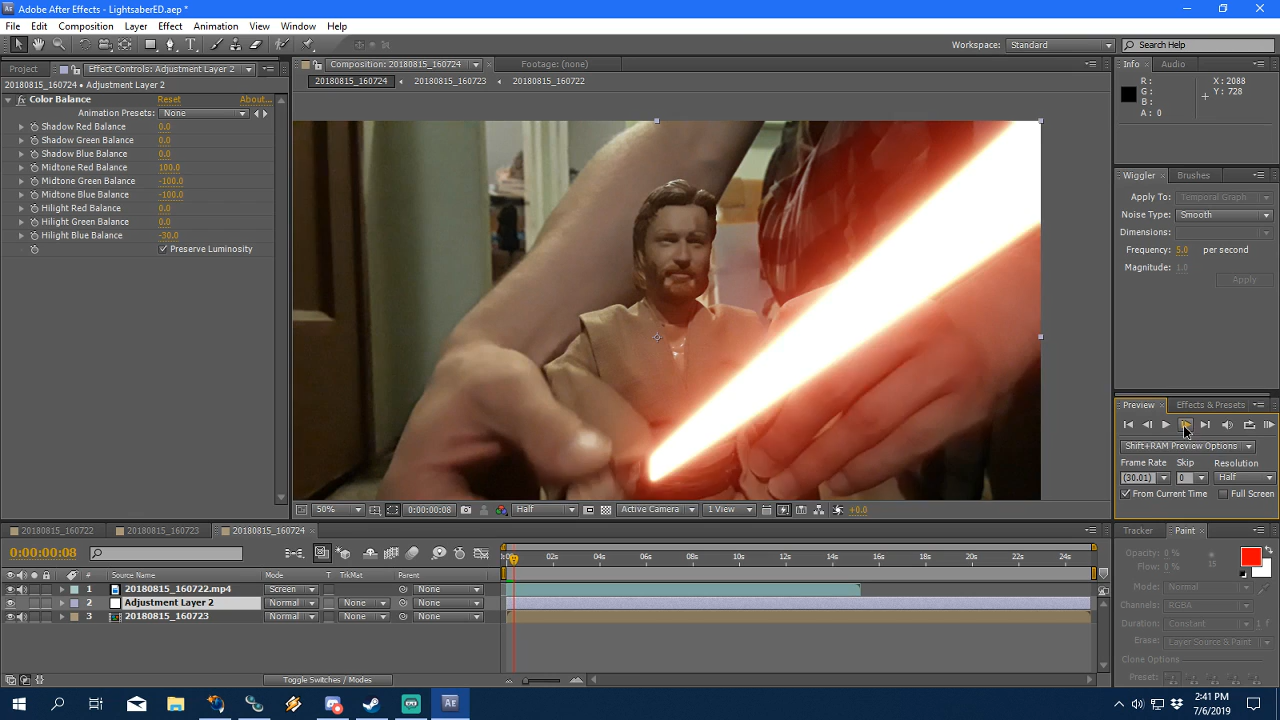 Adobe After Effects - LightsaberED.aep *
File Edit Composition Layer Effect Animation View Window Help
Workspace: Standard Search Help
Project Effect Controls: Adjustment Layer 2
20180815_160724 • Adjustment Layer 2
fx Color Balance Reset About...
Animation Presets: None
Shadow Red Balance 0.0
Shadow Green Balance 0.0
Shadow Blue Balance 0.0
Midtone Red Balance 100.0
Midtone Green Balance -100.0
Midtone Blue Balance -100.0
Hilight Red Balance 0.0
Hilight Green Balance 0.0
Hilight Blue Balance -30.0
Preserve Luminosity
Composition: 20180815_160724 Footage: (none)
20180815_160724 20180815_160723 20180815_160722
50% 0:00:00:08 Half Active Camera 1 View +0.0
Info Audio
R: X: 2088
G: Y: 728
B:
A: 0
Wiggler Brushes
Apply To: Temporal Graph
Noise Type: Smooth
Dimensions:
Frequency: 5.0 per second
Magnitude: 1.0
Apply
Preview Effects & Presets
Shift+RAM Preview Options
Frame Rate Skip Resolution
(30.01) 0 Half
From Current Time Full Screen
20180815_160722 20180815_160723 20180815_160724
0:00:00:08
02s 04s 06s 08s 10s 12s 14s 16s 18s 20s 22s 24s
# Source Name Mode T TrkMat Parent
1 20180815_160722.mp4 Screen None
2 Adjustment Layer 2 Normal None None
3 20180815_160723 Normal None None
Toggle Switches / Modes
Tracker Paint
Opacity: 0 %
Flow: 0 %
15
Mode: Normal
Channels: RGBA
Duration: Constant 1 f
Erase: Layer Source & Paint
Clone Options
Preset:
2:41 PM
7/6/2019